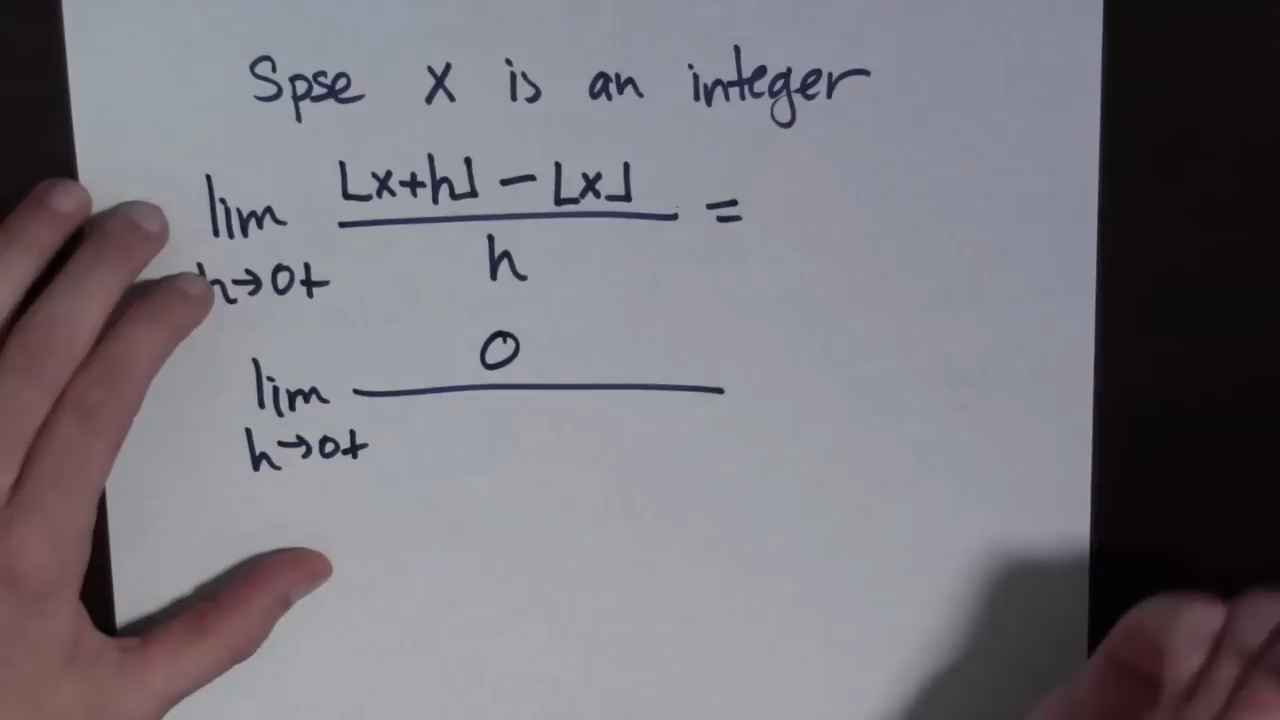 Spse x is an integer
lim ⌊x+h⌋ − ⌊x⌋ =
h→0+ h
lim 0
h→0+